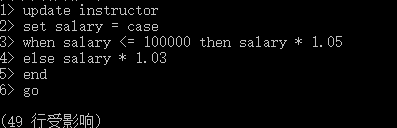 1> update instructor
2> set salary = case
3> when salary <= 100000 then salary * 1.05
4> else salary * 1.03
5> end
6> go
(49 行受影响)